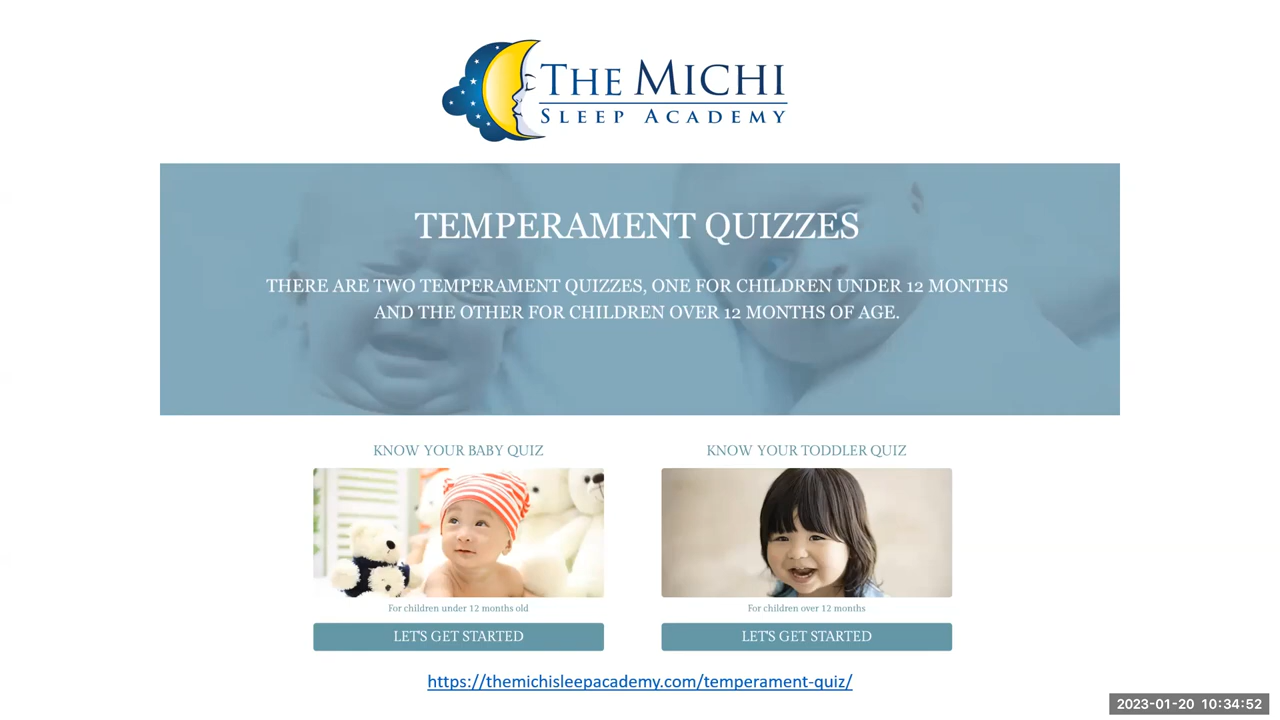 THE MICHI
SLEEP ACADEMY
TEMPERAMENT QUIZZES
THERE ARE TWO TEMPERAMENT QUIZZES, ONE FOR CHILDREN UNDER 12 MONTHS
AND THE OTHER FOR CHILDREN OVER 12 MONTHS OF AGE.
KNOW YOUR BABY QUIZ
For children under 12 months old
LET'S GET STARTED
KNOW YOUR TODDLER QUIZ
For children over 12 months
LET'S GET STARTED
https://themichisleepacademy.com/temperament-quiz/
2023-01-20 10:34:52